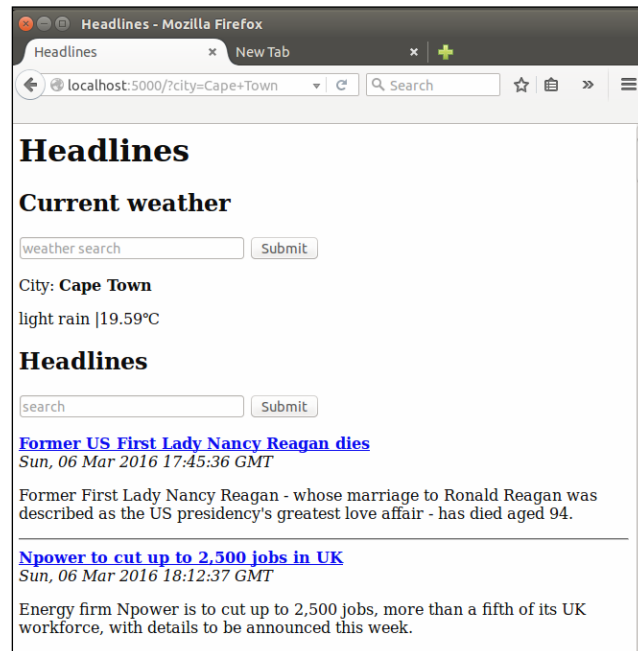 Headlines - Mozilla Firefox
Headlines × New Tab ×
localhost:5000/?city=Cape+Town Search
Headlines
Current weather
weather search Submit
City: Cape Town
light rain |19.59℃
Headlines
search Submit
Former US First Lady Nancy Reagan dies
Sun, 06 Mar 2016 17:45:36 GMT
Former First Lady Nancy Reagan - whose marriage to Ronald Reagan was
described as the US presidency's greatest love affair - has died aged 94.
Npower to cut up to 2,500 jobs in UK
Sun, 06 Mar 2016 18:12:37 GMT
Energy firm Npower is to cut up to 2,500 jobs, more than a fifth of its UK
workforce, with details to be announced this week.